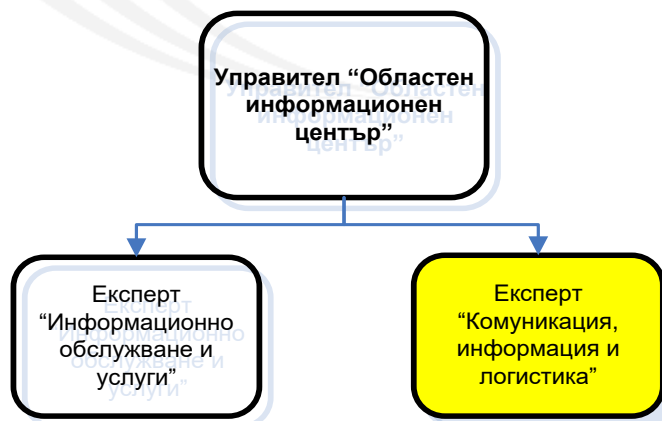 Управител “Областен
информационен
център”
Експерт
“Информационно
обслужване и
услуги”
Експерт
“Комуникация,
информация и
логистика”